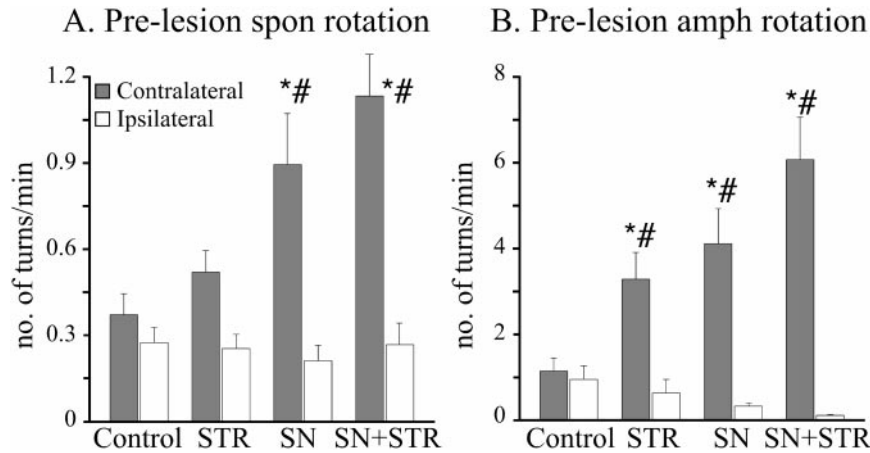 A. Pre-lesion spon rotation
no. of turns/min
1.2
0.9
0.6
0.3
0
Contralateral
Ipsilateral
*#
*#
Control STR SN SN+STR
B. Pre-lesion amph rotation
no. of turns/min
8
6
4
2
0
*#
*#
*#
Control STR SN SN+STR